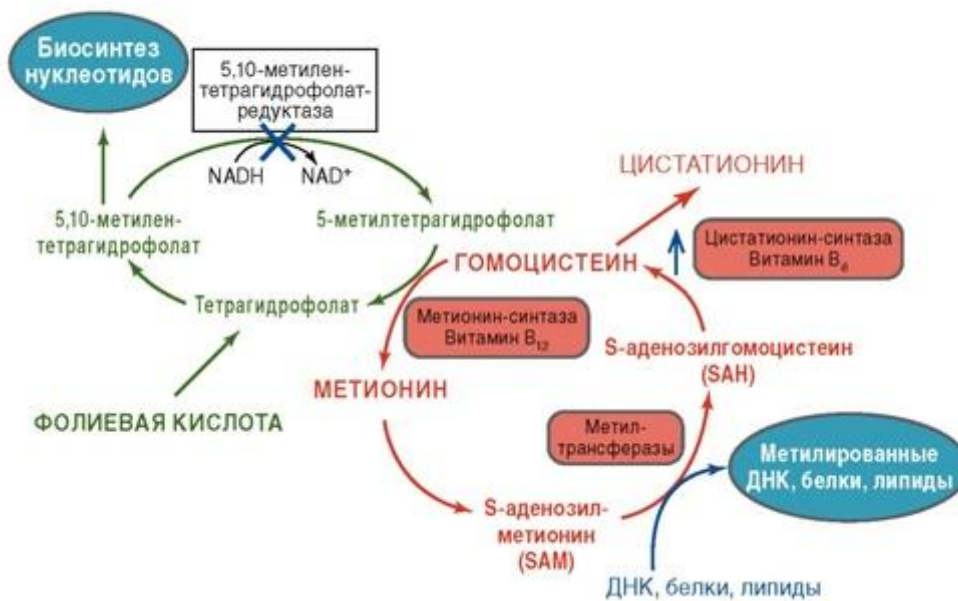 Биосинтез
нуклеотидов
5,10-метилен-
тетрагидрофолат-
редуктаза
NADH
NAD⁺
ЦИСТАТИОНИН
5,10-метилен-
тетрагидрофолат
5-метилтетрагидрофолат
Цистатионин-синтаза
Витамин B₆
ГОМОЦИСТЕИН
Тетрагидрофолат
Метионин-синтаза
Витамин B₁₂
S-аденозилгомоцистеин
(SAH)
МЕТИОНИН
ФОЛИЕВАЯ КИСЛОТА
Метил-
трансферазы
Метилированные
ДНК, белки, липиды
S-аденозил-
метионин
(SAM)
ДНК, белки, липиды